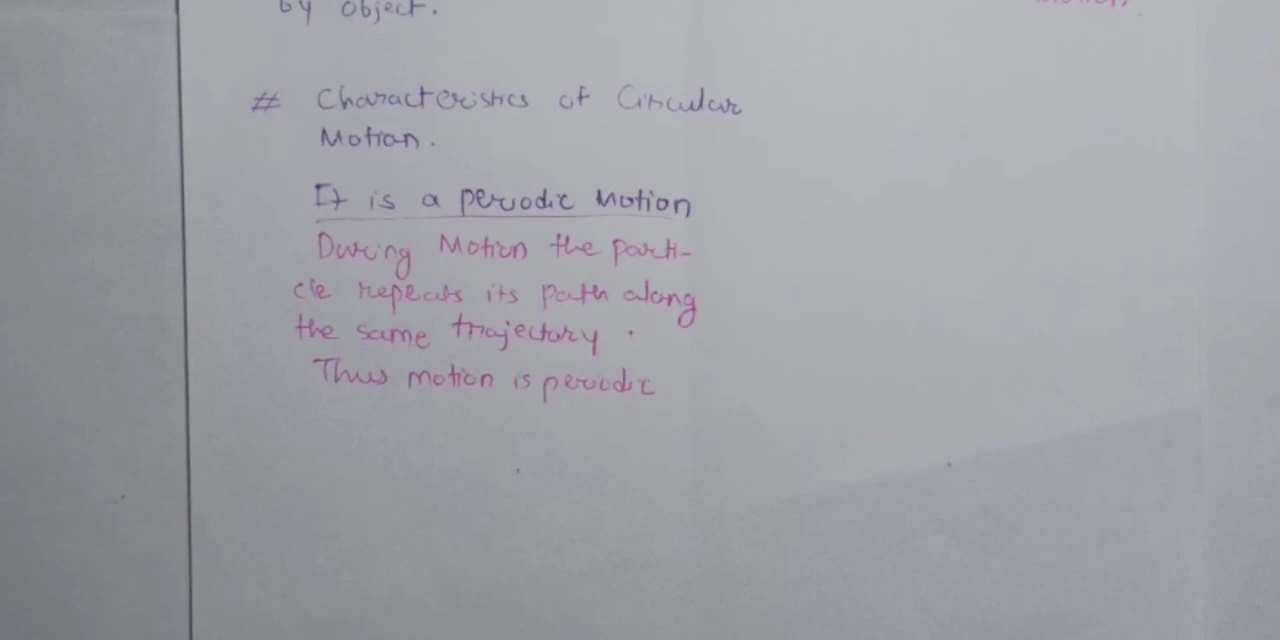 by object.
# Characteristics of Circular
Motion.
It is a periodic Motion
During Motion the parti-
cle repeats its path along
the same trajectory.
Thus motion is periodic